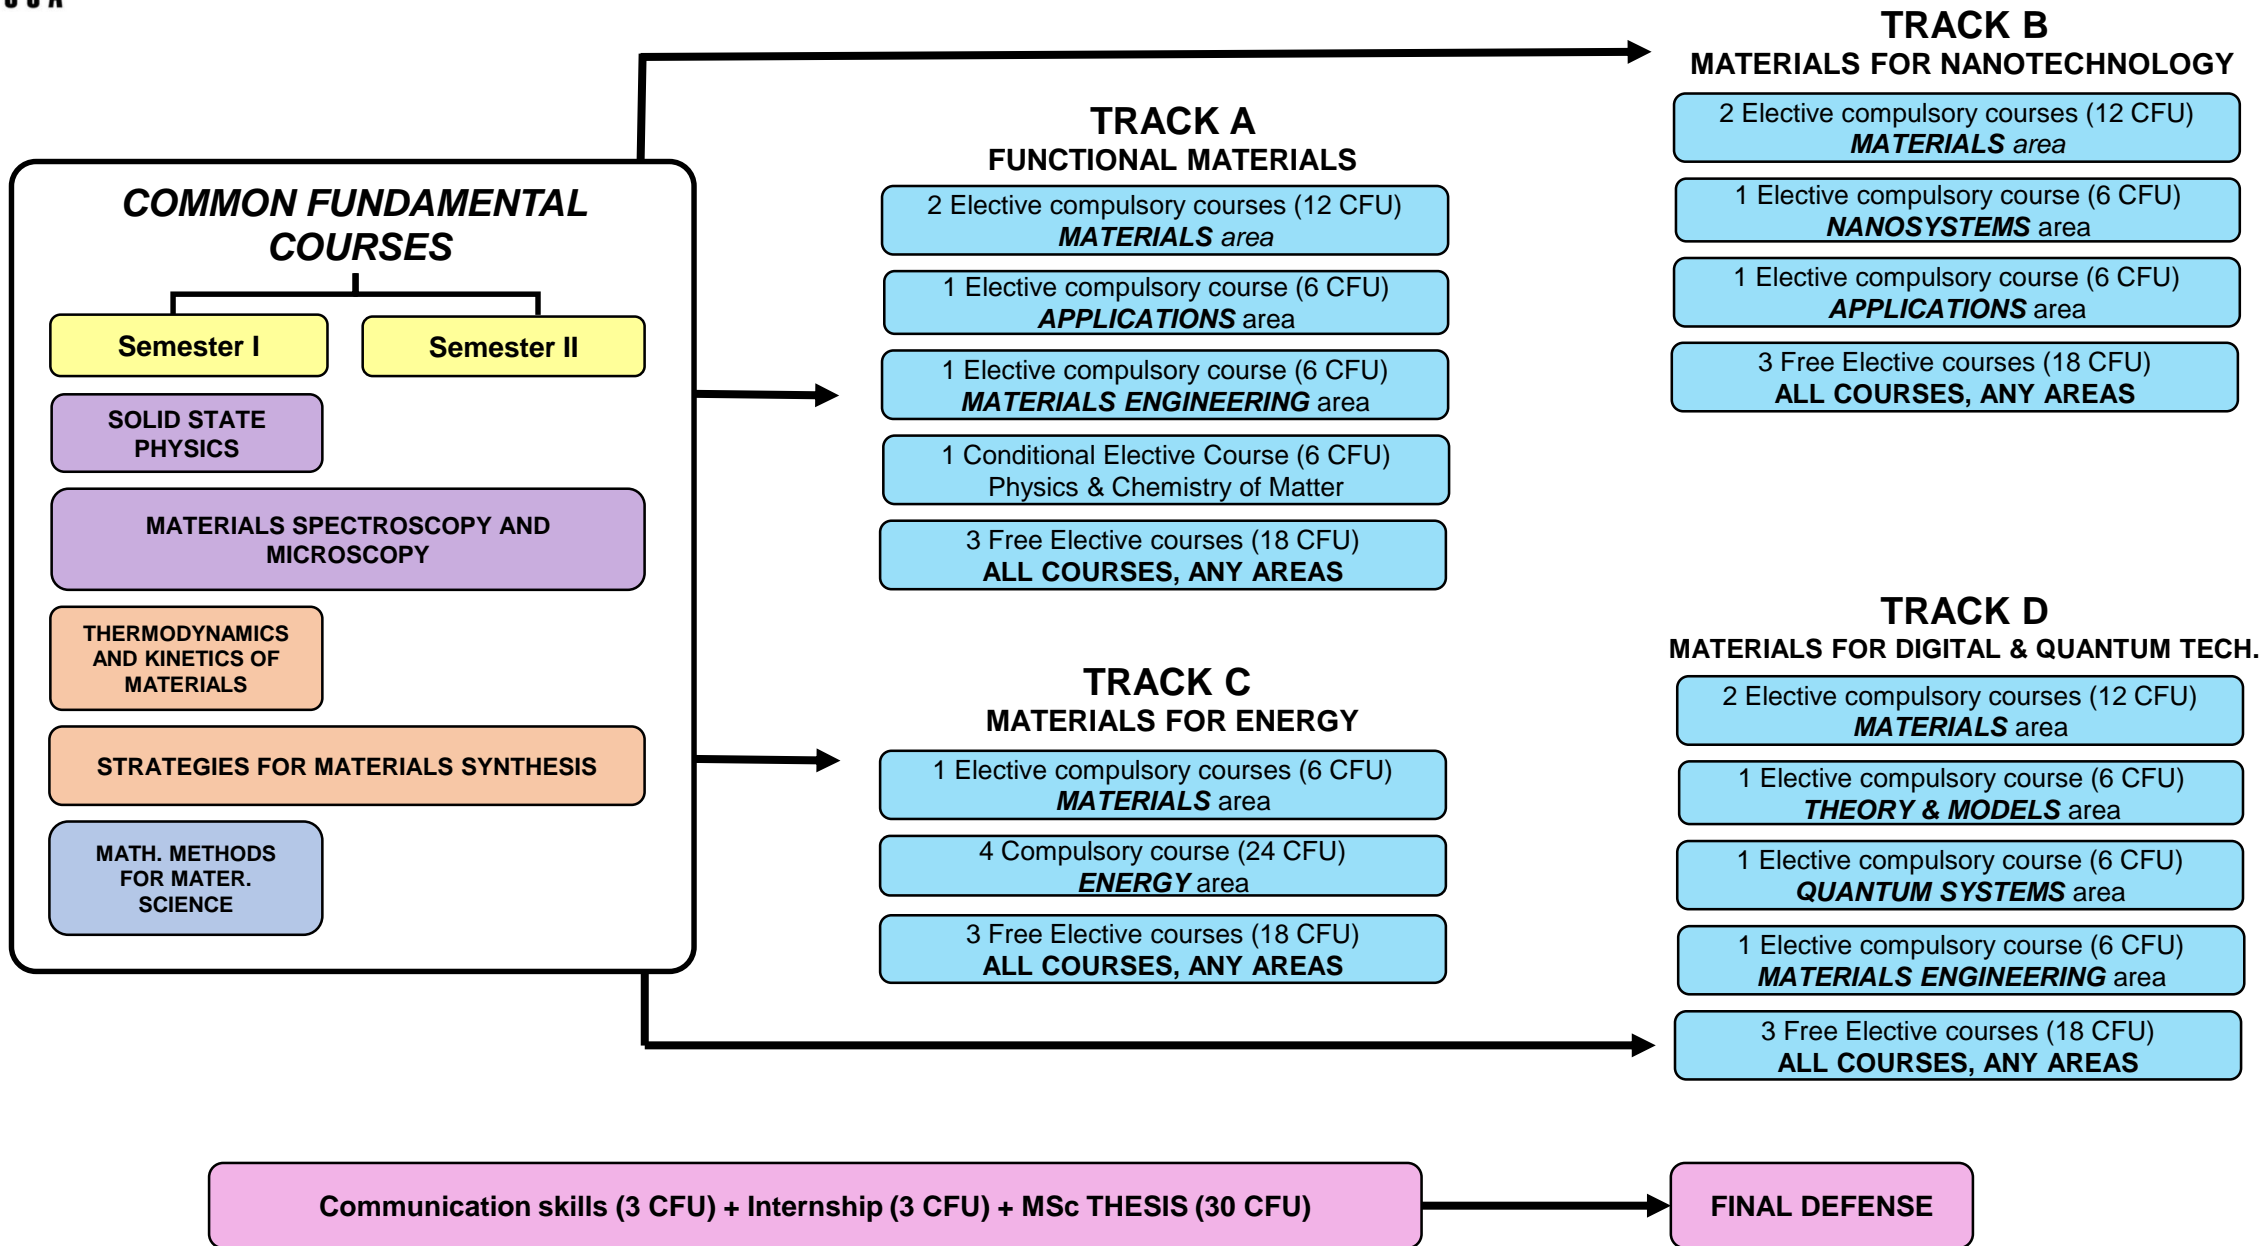 COMMON FUNDAMENTAL
COURSES
Semester I
Semester II
SOLID STATE
PHYSICS
MATERIALS SPECTROSCOPY AND
MICROSCOPY
THERMODYNAMICS
AND KINETICS OF
MATERIALS
STRATEGIES FOR MATERIALS SYNTHESIS
MATH. METHODS
FOR MATER.
SCIENCE
TRACK A
FUNCTIONAL MATERIALS
2 Elective compulsory courses (12 CFU)
MATERIALS area
1 Elective compulsory course (6 CFU)
APPLICATIONS area
1 Elective compulsory course (6 CFU)
MATERIALS ENGINEERING area
1 Conditional Elective Course (6 CFU)
Physics & Chemistry of Matter
3 Free Elective courses (18 CFU)
ALL COURSES, ANY AREAS
TRACK B
MATERIALS FOR NANOTECHNOLOGY
2 Elective compulsory courses (12 CFU)
MATERIALS area
1 Elective compulsory course (6 CFU)
NANOSYSTEMS area
1 Elective compulsory course (6 CFU)
APPLICATIONS area
3 Free Elective courses (18 CFU)
ALL COURSES, ANY AREAS
TRACK C
MATERIALS FOR ENERGY
1 Elective compulsory courses (6 CFU)
MATERIALS area
4 Compulsory course (24 CFU)
ENERGY area
3 Free Elective courses (18 CFU)
ALL COURSES, ANY AREAS
TRACK D
MATERIALS FOR DIGITAL & QUANTUM TECH.
2 Elective compulsory courses (12 CFU)
MATERIALS area
1 Elective compulsory course (6 CFU)
THEORY & MODELS area
1 Elective compulsory course (6 CFU)
QUANTUM SYSTEMS area
1 Elective compulsory course (6 CFU)
MATERIALS ENGINEERING area
3 Free Elective courses (18 CFU)
ALL COURSES, ANY AREAS
Communication skills (3 CFU) + Internship (3 CFU) + MSc THESIS (30 CFU)
FINAL DEFENSE